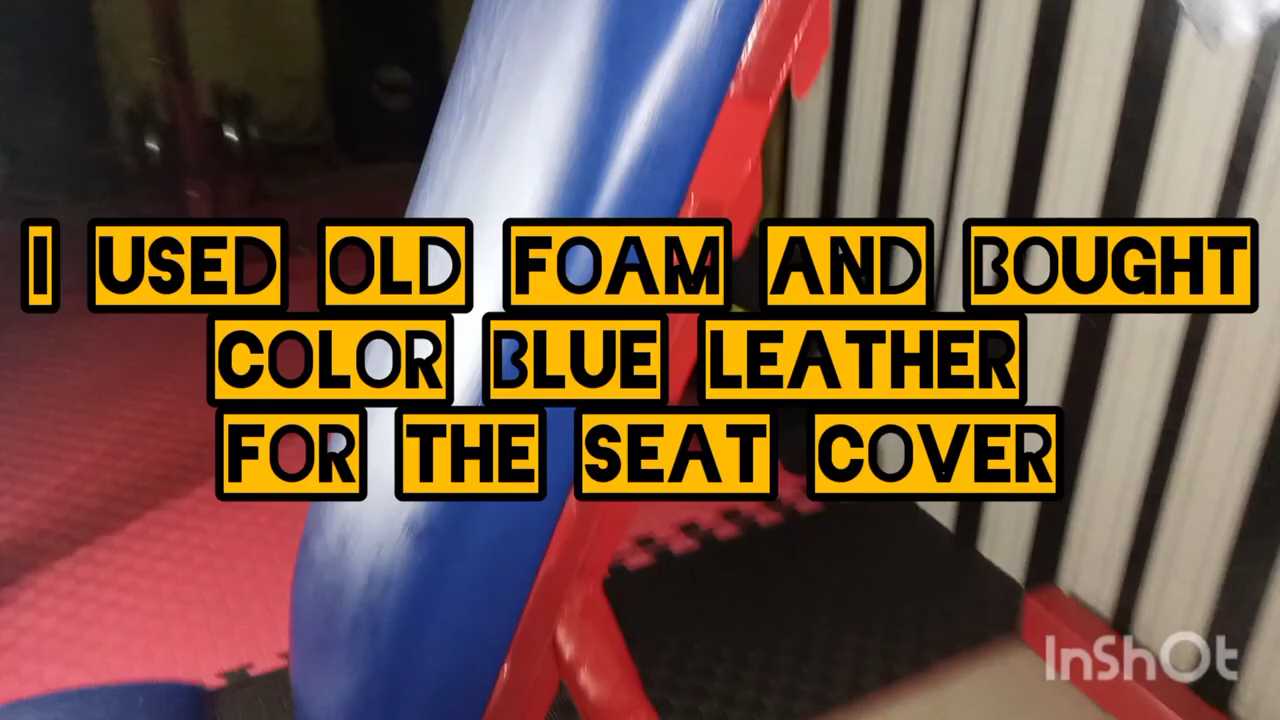 I USED OLD FOAM AND BOUGHT
COLOR BLUE LEATHER
FOR THE SEAT COVER
InShOt